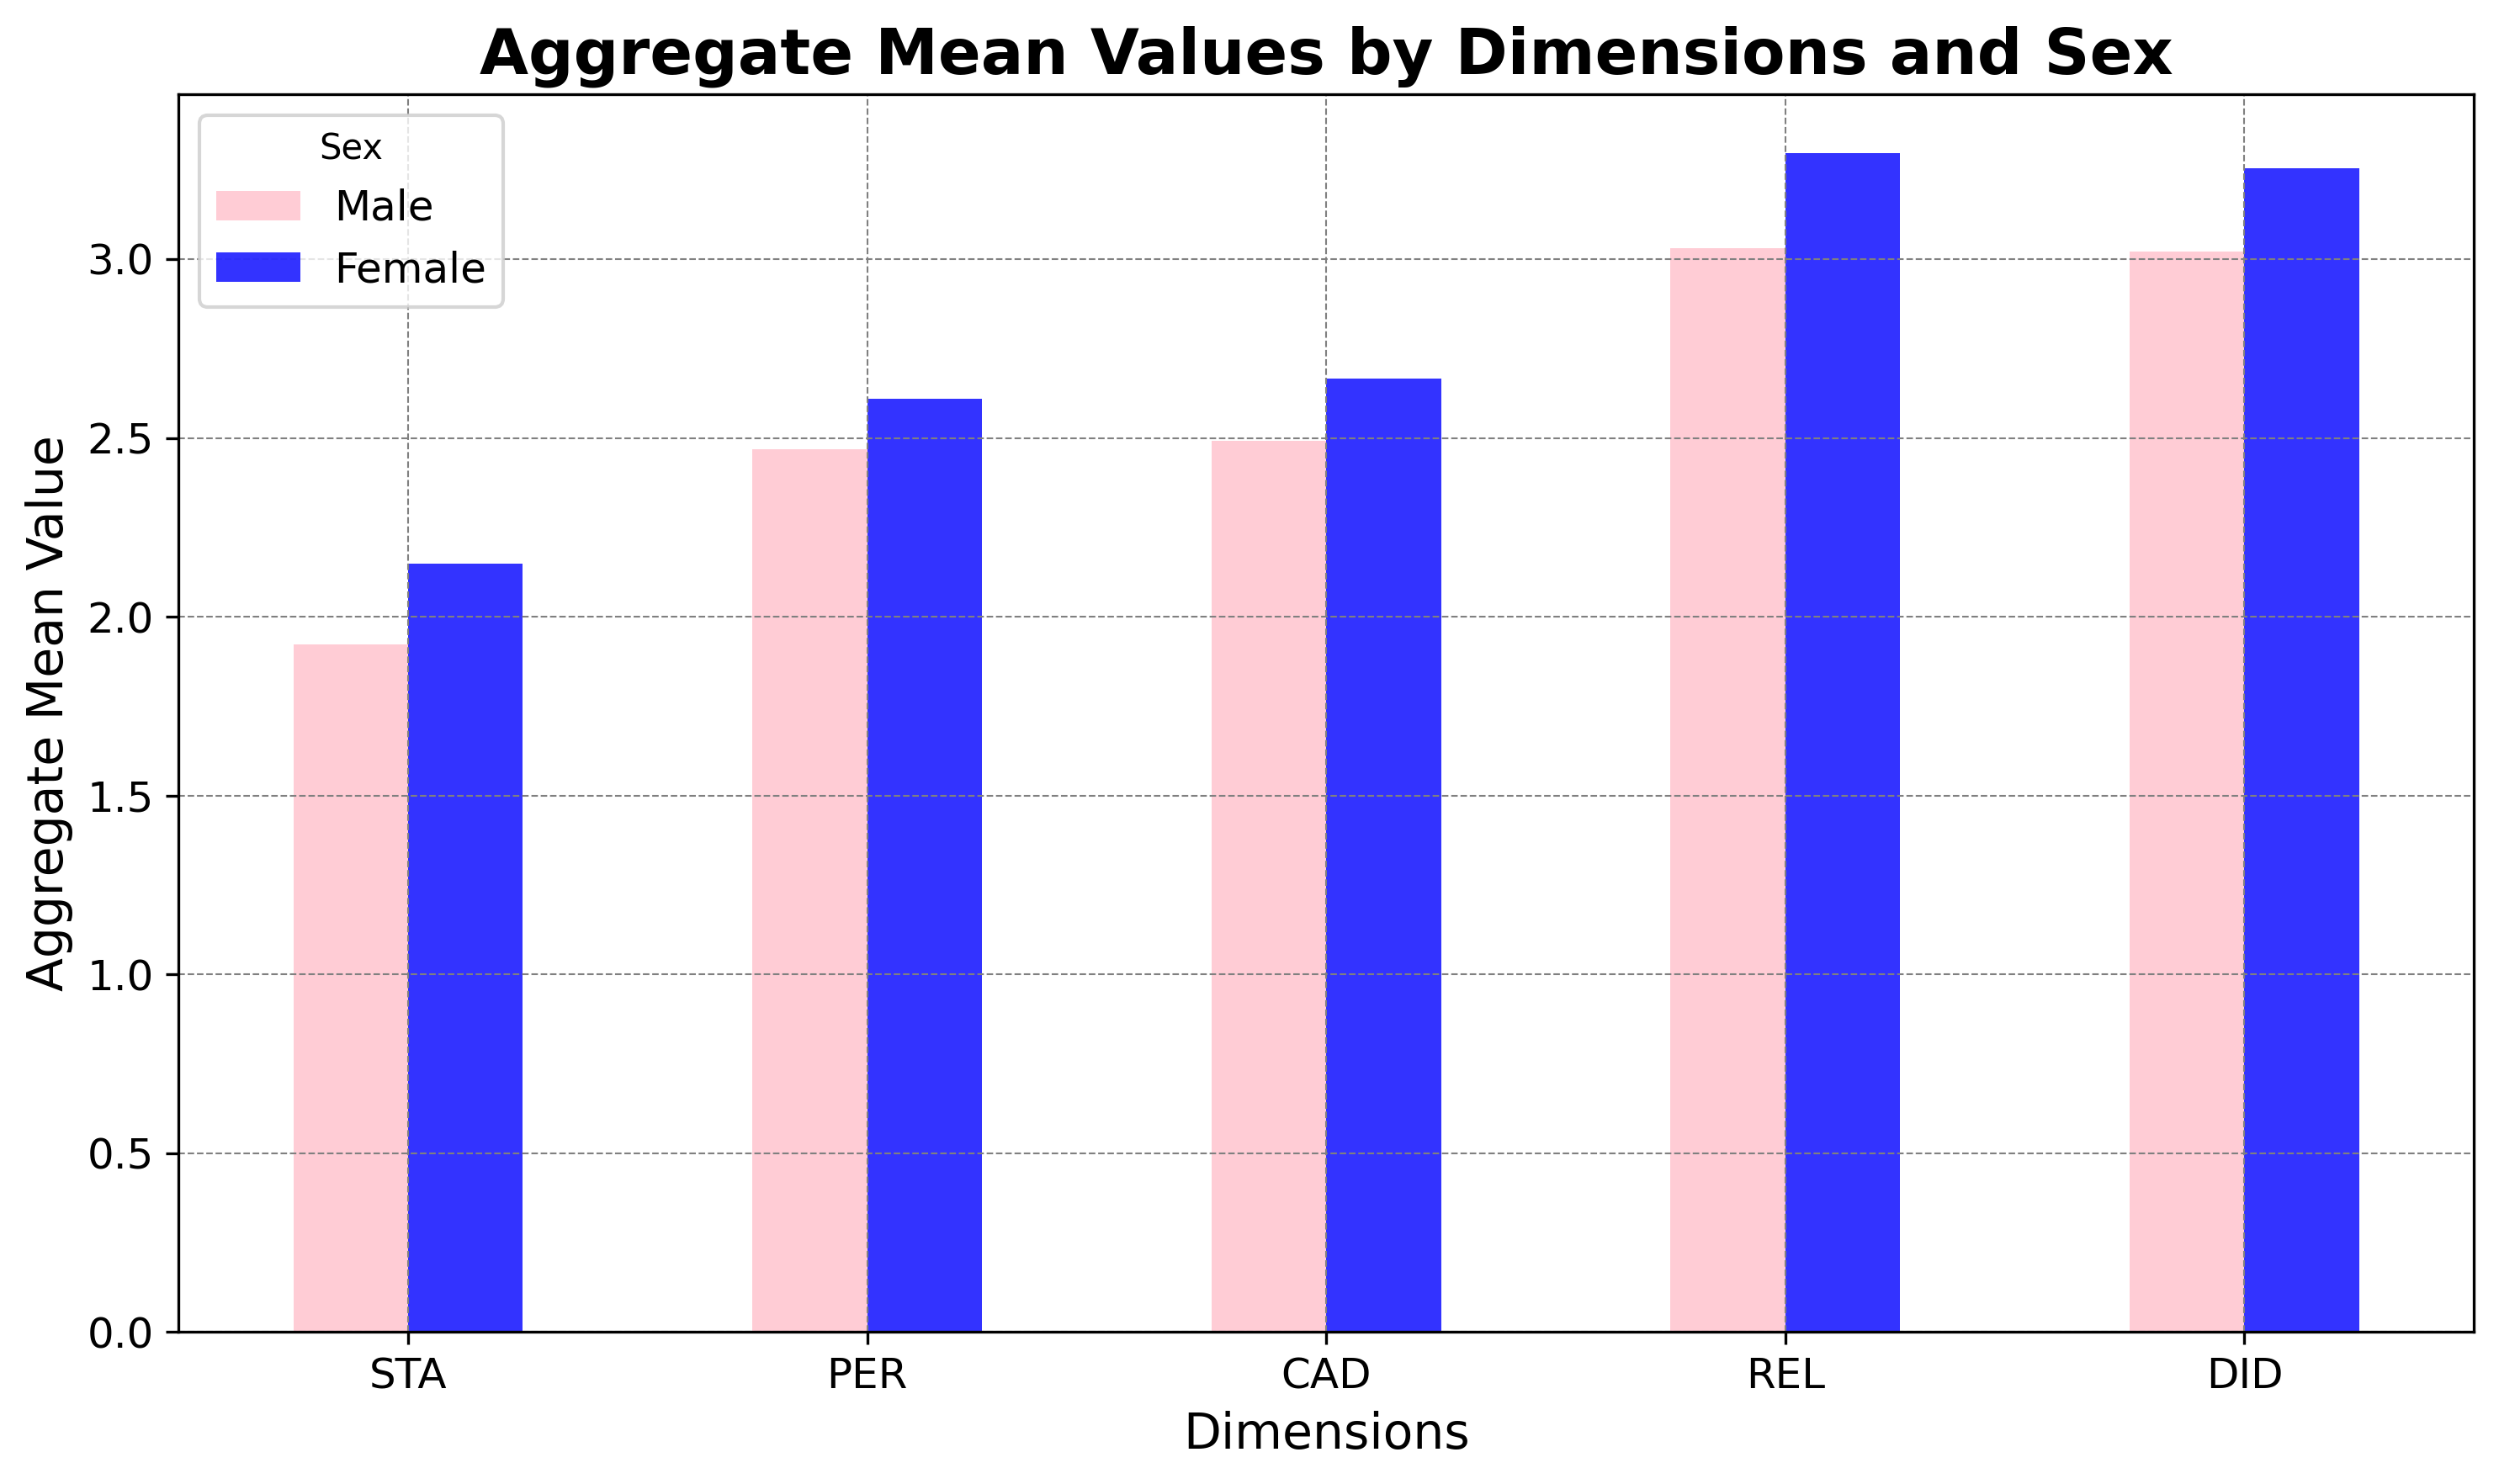 Aggregate Mean Values by Dimensions and Sex
Sex
Male
Female
Aggregate Mean Value
3.0
2.5
2.0
1.5
1.0
0.5
0.0
STA PER CAD REL DID
Dimensions